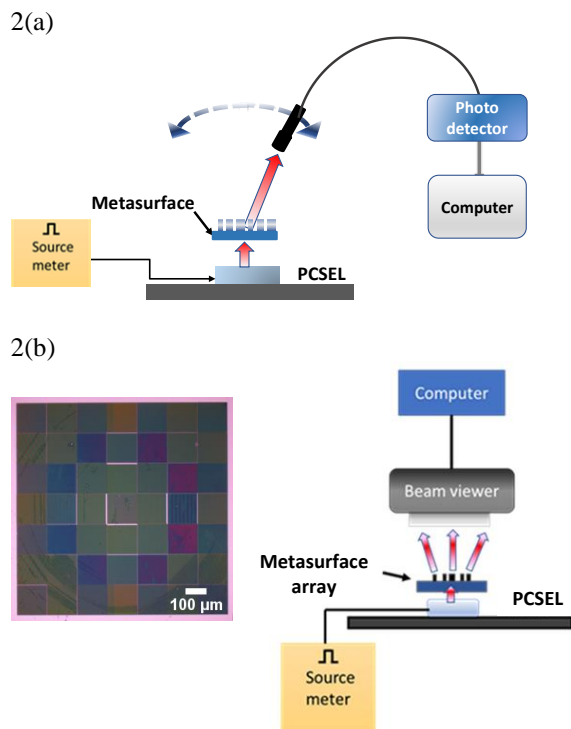 2(a)
Photo
detector
Metasurface
Computer
Source
meter
PCSEL
2(b)
Computer
Beam viewer
Metasurface
array
PCSEL
100 μm
Source
meter